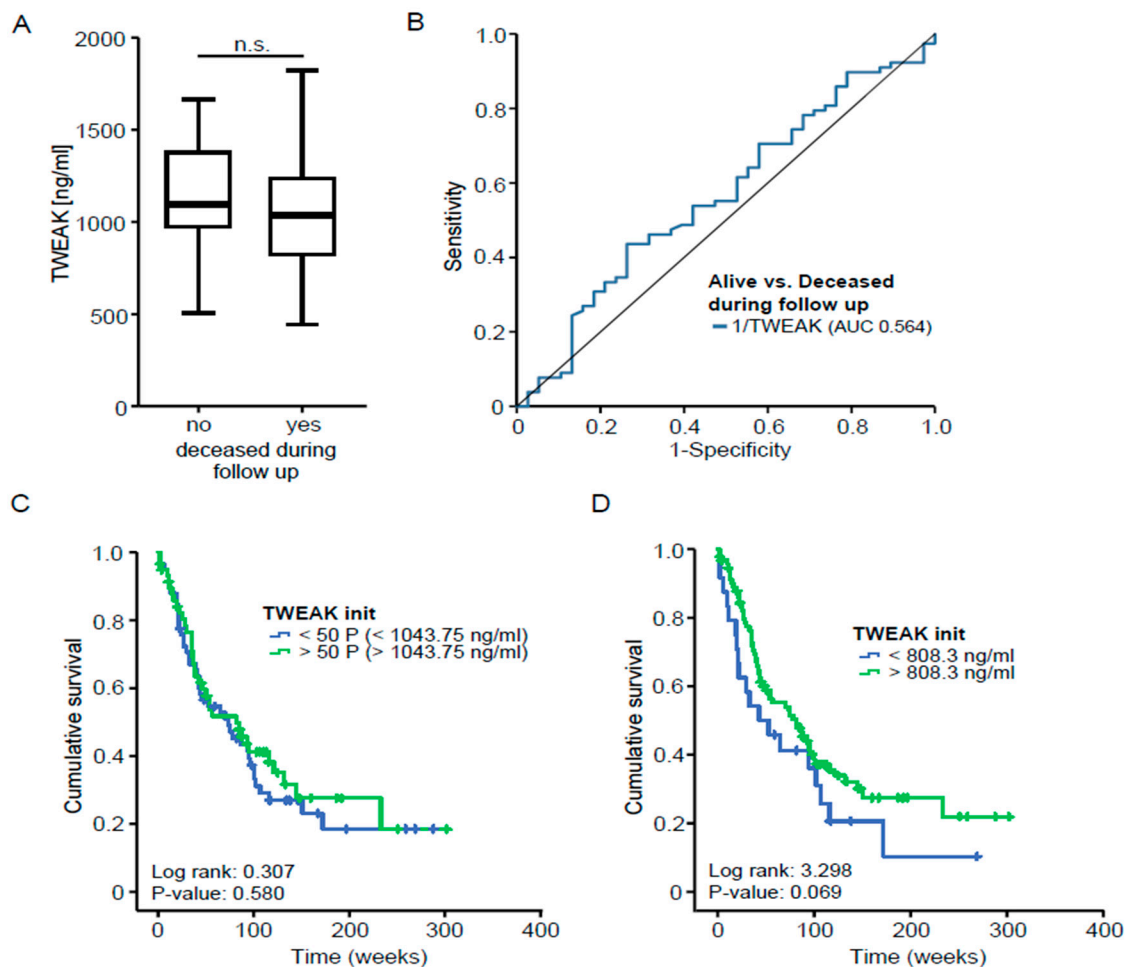 A
TWEAK [ng/ml]
2000
1500
1000
500
0
n.s.
no yes
deceased during
follow up
B
Sensitivity
1.0
0.8
0.6
0.4
0.2
0
Alive vs. Deceased
during follow up
1/TWEAK (AUC 0.564)
0 0.2 0.4 0.6 0.8 1.0
1-Specificity
C
Cumulative survival
1.0
0.8
0.6
0.4
0.2
0
TWEAK init
< 50 P (< 1043.75 ng/ml)
> 50 P (> 1043.75 ng/ml)
Log rank: 0.307
P-value: 0.580
0 100 200 300 400
Time (weeks)
D
Cumulative survival
1.0
0.8
0.6
0.4
0.2
0
TWEAK init
< 808.3 ng/ml
> 808.3 ng/ml
Log rank: 3.298
P-value: 0.069
0 100 200 300 400
Time (weeks)